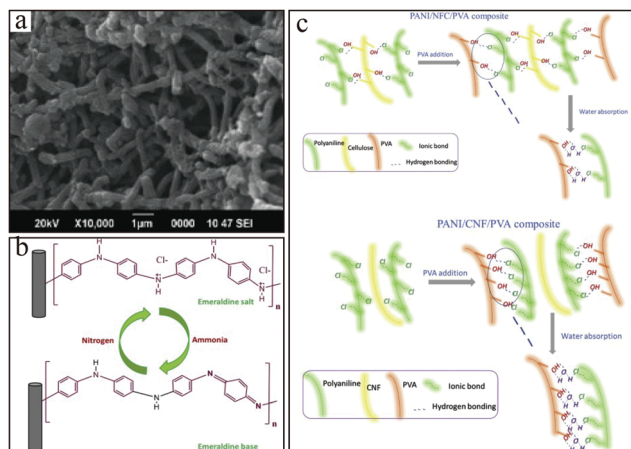 a
20kV X10,000 1μm 0000 10 47 SEI
b
Cl-
Cl-
H
N
H
N
N
H
N
H
n
Emeraldine salt
Nitrogen
Ammonia
H
N
N
N
H
N
n
Emeraldine base
c
PANI/NFC/PVA composite
PVA addition
Water absorption
Polyaniline
Cellulose
PVA
Ionic bond
Hydrogen bonding
PANI/CNF/PVA composite
PVA addition
Water absorption
Polyaniline
CNF
PVA
Ionic bond
Hydrogen bonding